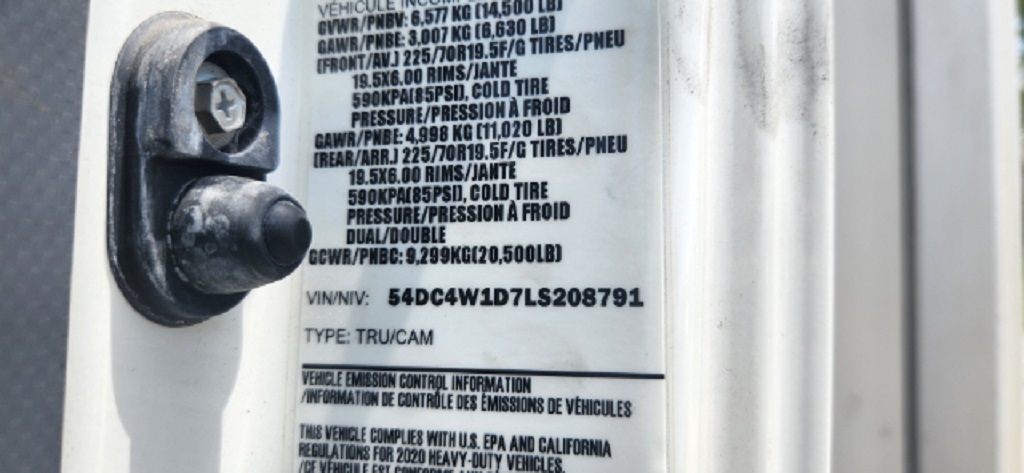 VÉHICULE INCOMPL
GVWR/PNBV: 6,577 KG (14,500 LB)
GAWR/PNBE: 3,007 KG (6,630 LB)
(FRONT/AV.) 225/70R19.5F/G TIRES/PNEU
19.5X6.00 RIMS/JANTE
590KPA(85PSI), COLD TIRE
PRESSURE/PRESSION À FROID
GAWR/PNBE: 4,998 KG (11,020 LB)
(REAR/ARR.) 225/70R19.5F/G TIRES/PNEU
19.5X6.00 RIMS/JANTE
590KPA(85PSI), COLD TIRE
PRESSURE/PRESSION À FROID
DUAL/DOUBLE
GCWR/PNBC: 9,299KG(20,500LB)
VIN/NIV: 54DC4W1D7LS208791
TYPE: TRU/CAM
VEHICLE EMISSION CONTROL INFORMATION
/INFORMATION DE CONTRÔLE DES ÉMISSIONS DE VÉHICULES
THIS VEHICLE COMPLIES WITH U.S. EPA AND CALIFORNIA
REGULATIONS FOR 2020 HEAVY-DUTY VEHICLES.
/CE VÉHICULE EST